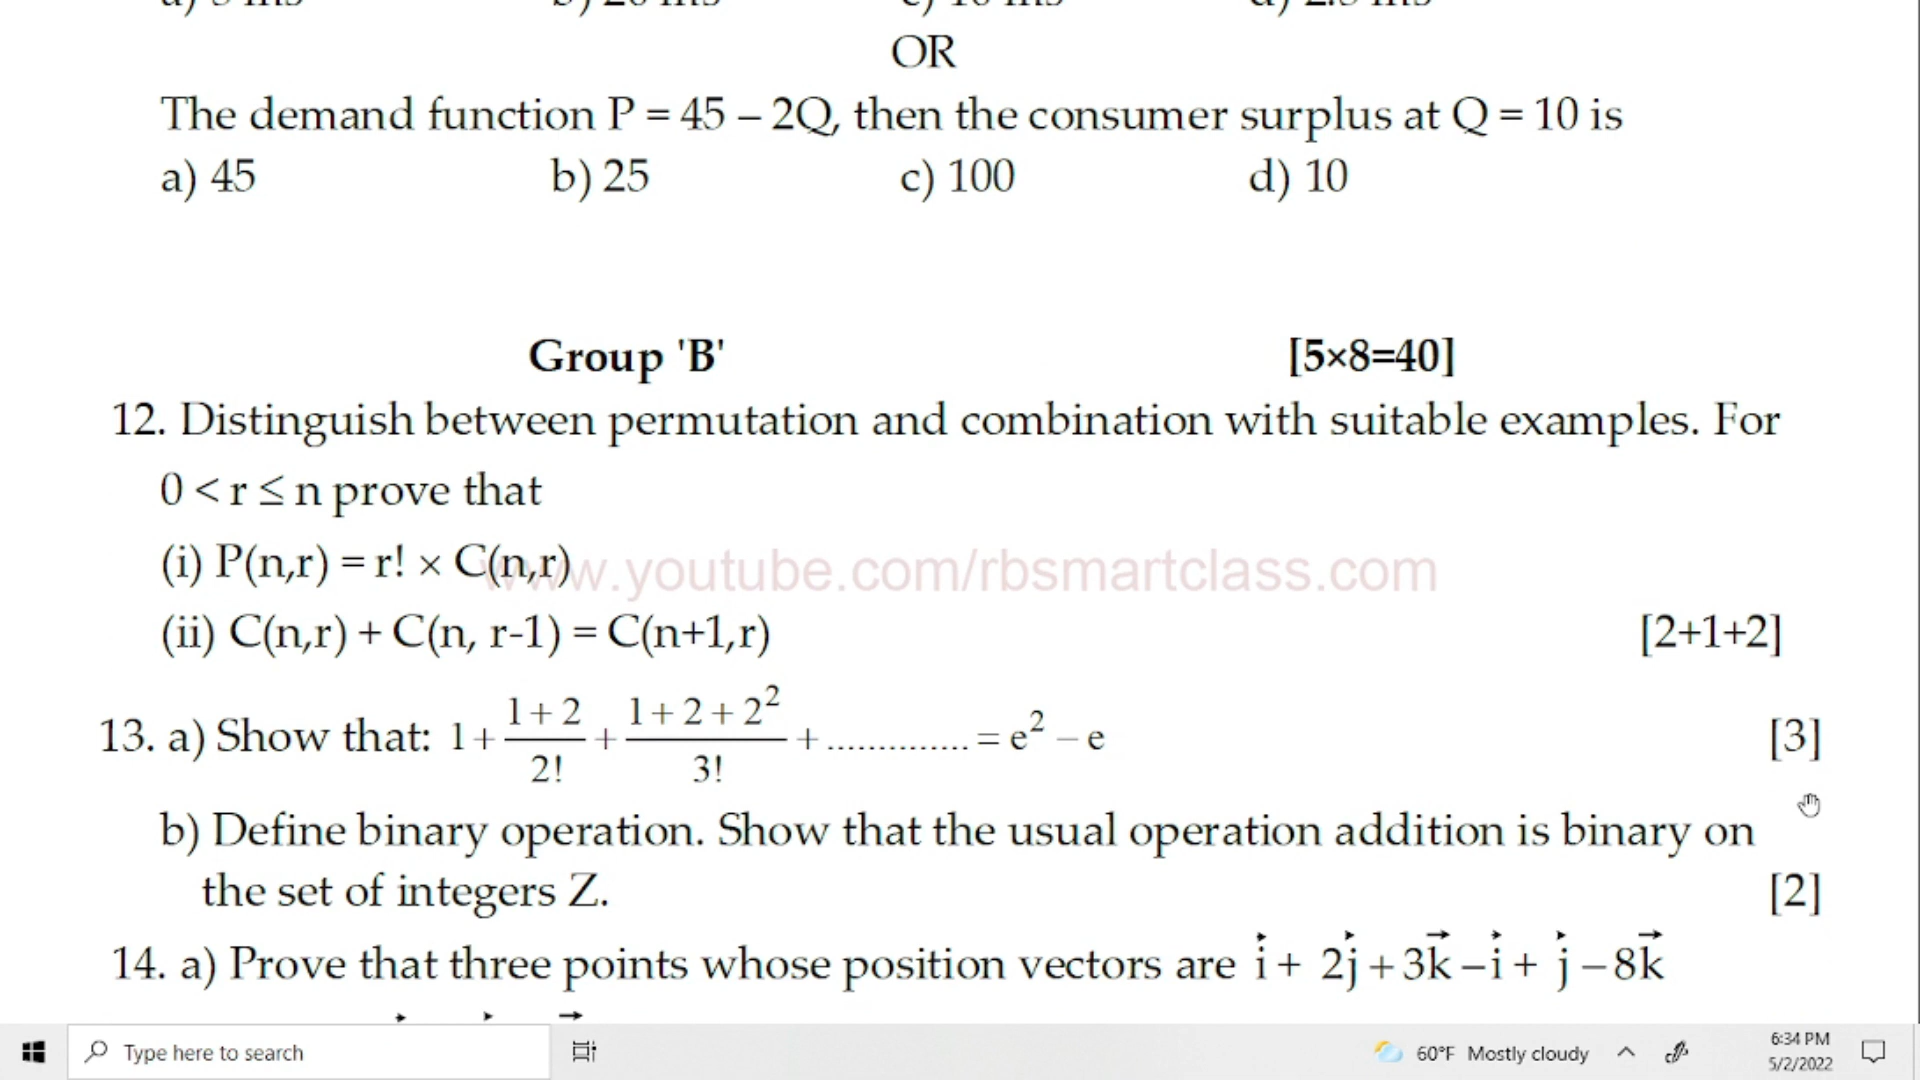 OR
The demand function P = 45 – 2Q, then the consumer surplus at Q = 10 is
a) 45 b) 25 c) 100 d) 10
Group 'B' [5×8=40]
12. Distinguish between permutation and combination with suitable examples. For
0 < r ≤ n prove that
(i) P(n,r) = r! × C(n,r)
www.youtube.com/rbsmartclass.com
(ii) C(n,r) + C(n, r-1) = C(n+1,r) [2+1+2]
13. a) Show that: 1 + (1 + 2)/2! + (1 + 2 + 2²)/3! + .............. = e² – e [3]
b) Define binary operation. Show that the usual operation addition is binary on
the set of integers Z. [2]
14. a) Prove that three points whose position vectors are i⃗ + 2j⃗ + 3k⃗ – i⃗ + j⃗ – 8k⃗
Type here to search
60°F Mostly cloudy
6:34 PM
5/2/2022